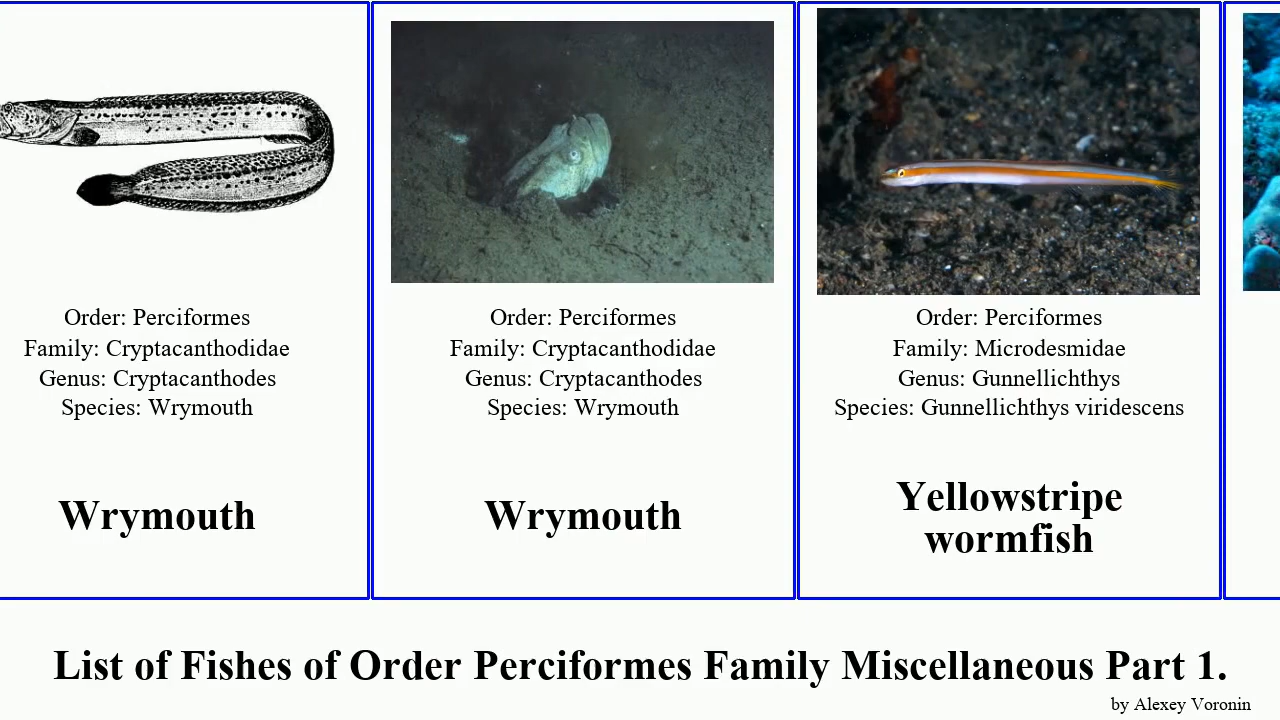 Order: Perciformes
Family: Cryptacanthodidae
Genus: Cryptacanthodes
Species: Wrymouth
Wrymouth
Order: Perciformes
Family: Cryptacanthodidae
Genus: Cryptacanthodes
Species: Wrymouth
Wrymouth
Order: Perciformes
Family: Microdesmidae
Genus: Gunnellichthys
Species: Gunnellichthys viridescens
Yellowstripe
wormfish
List of Fishes of Order Perciformes Family Miscellaneous Part 1.
by Alexey Voronin